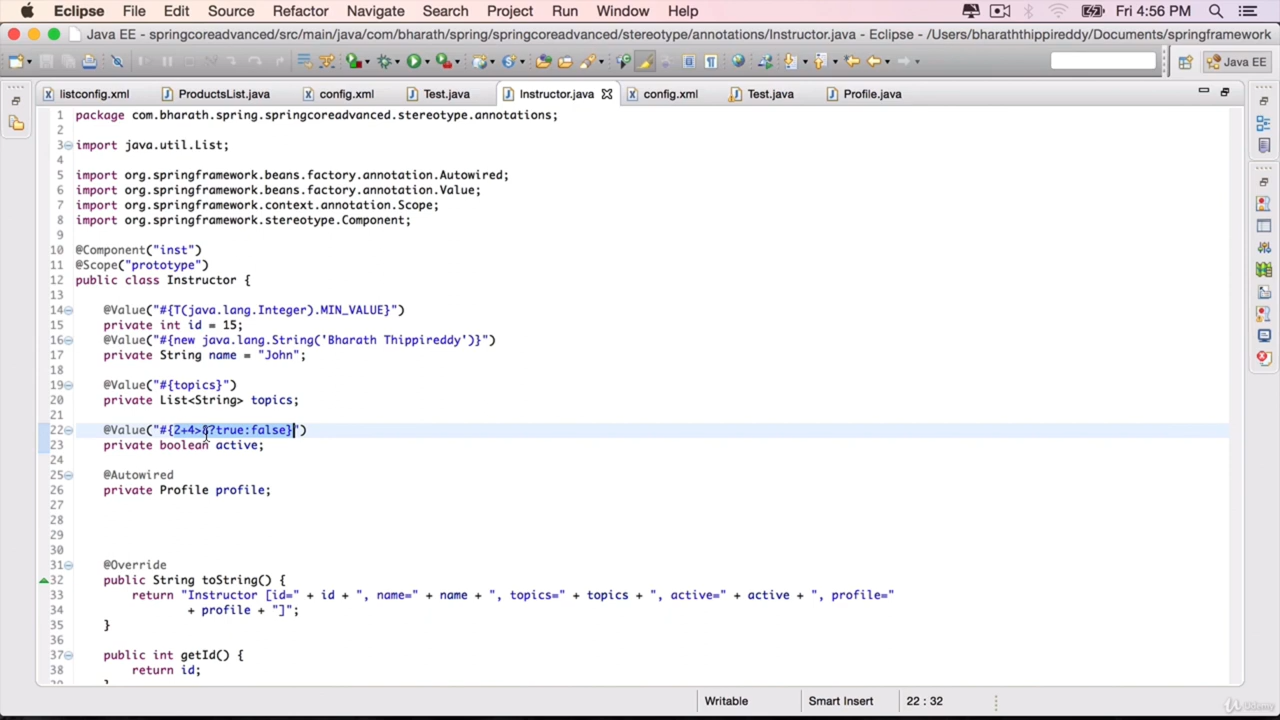 Eclipse File Edit Source Refactor Navigate Search Project Run Window Help Fri 4:56 PM
Java EE - springcoreadvanced/src/main/java/com/bharath/spring/springcoreadvanced/stereotype/annotations/Instructor.java - Eclipse - /Users/bharaththippireddy/Documents/springframework
Java EE
listconfig.xml ProductsList.java config.xml Test.java Instructor.java config.xml Test.java Profile.java
1 package com.bharath.spring.springcoreadvanced.stereotype.annotations;
2
3 import java.util.List;
4
5 import org.springframework.beans.factory.annotation.Autowired;
6 import org.springframework.beans.factory.annotation.Value;
7 import org.springframework.context.annotation.Scope;
8 import org.springframework.stereotype.Component;
9
10 @Component("inst")
11 @Scope("prototype")
12 public class Instructor {
13
14 @Value("#{T(java.lang.Integer).MIN_VALUE}")
15 private int id = 15;
16 @Value("#{new java.lang.String('Bharath Thippireddy')}")
17 private String name = "John";
18
19 @Value("#{topics}")
20 private List<String> topics;
21
22 @Value("#{2+4>?true:false}")
23 private boolean active;
24
25 @Autowired
26 private Profile profile;
27
28
29
30
31 @Override
32 public String toString() {
33 return "Instructor [id=" + id + ", name=" + name + ", topics=" + topics + ", active=" + active + ", profile="
34 + profile + "]";
35 }
36
37 public int getId() {
38 return id;
Writable Smart Insert 22 : 32
Udemy